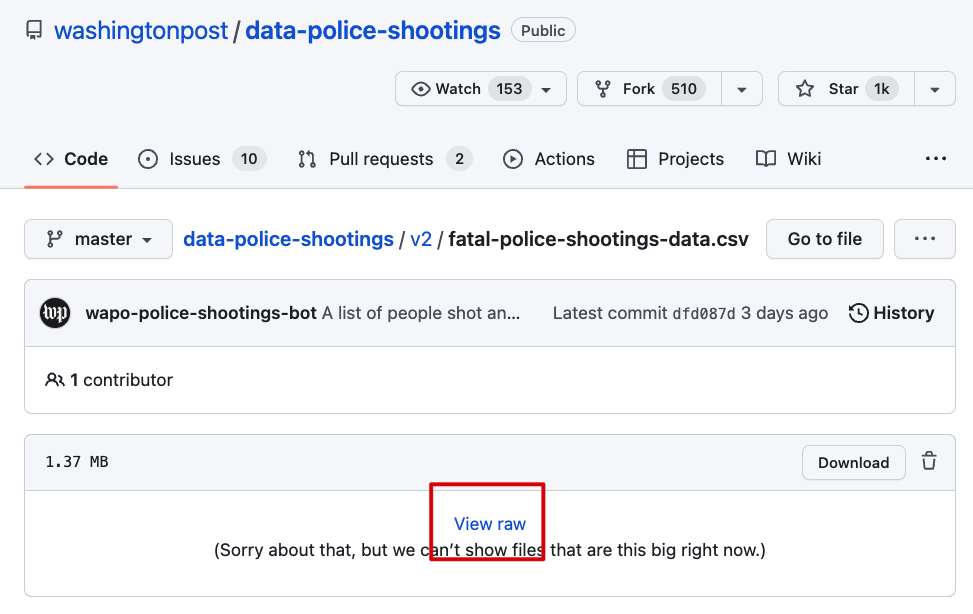 washingtonpost / data-police-shootings Public
Watch 153 Fork 510 Star 1k
Code Issues 10 Pull requests 2 Actions Projects Wiki ...
master data-police-shootings / v2 / fatal-police-shootings-data.csv Go to file ...
wp wapo-police-shootings-bot A list of people shot an... Latest commit dfd087d 3 days ago History
1 contributor
1.37 MB Download
View raw
(Sorry about that, but we can’t show files that are this big right now.)